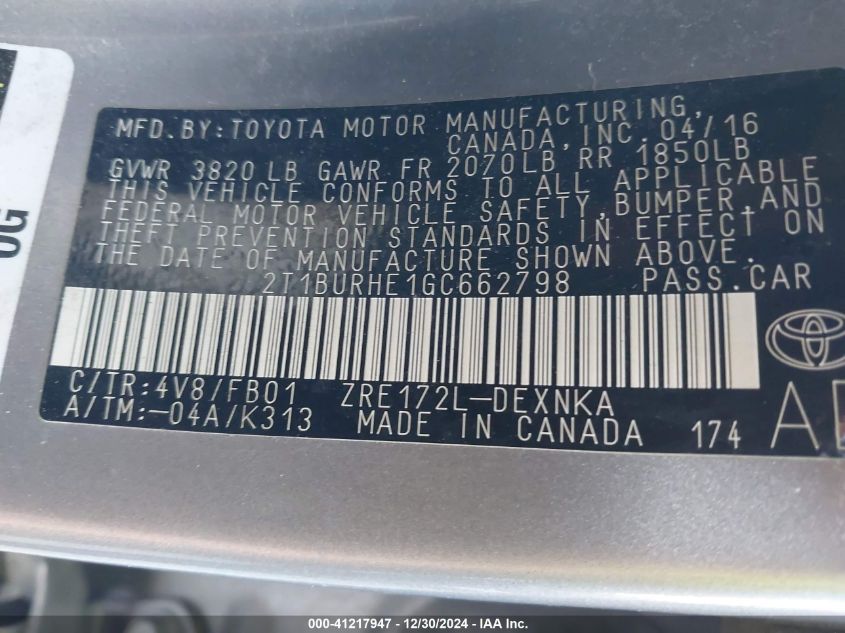 OG
MFD.BY:TOYOTA MOTOR MANUFACTURING,
CANADA,INC.04/16
GVWR 3820 LB GAWR FR 2070LB RR 1850LB
THIS VEHICLE CONFORMS TO ALL APPLICABLE
FEDERAL MOTOR VEHICLE SAFETY,BUMPER,AND
THEFT PREVENTION STANDARDS IN EFFECT ON
THE DATE OF MANUFACTURE SHOWN ABOVE.
2T1BURHE1GC662798 PASS.CAR
C/TR:4V8/FB01 ZRE172L-DEXNKA
A/TM:-04A/K313 MADE IN CANADA 174 A
000-41217947 - 12/30/2024 - IAA Inc.